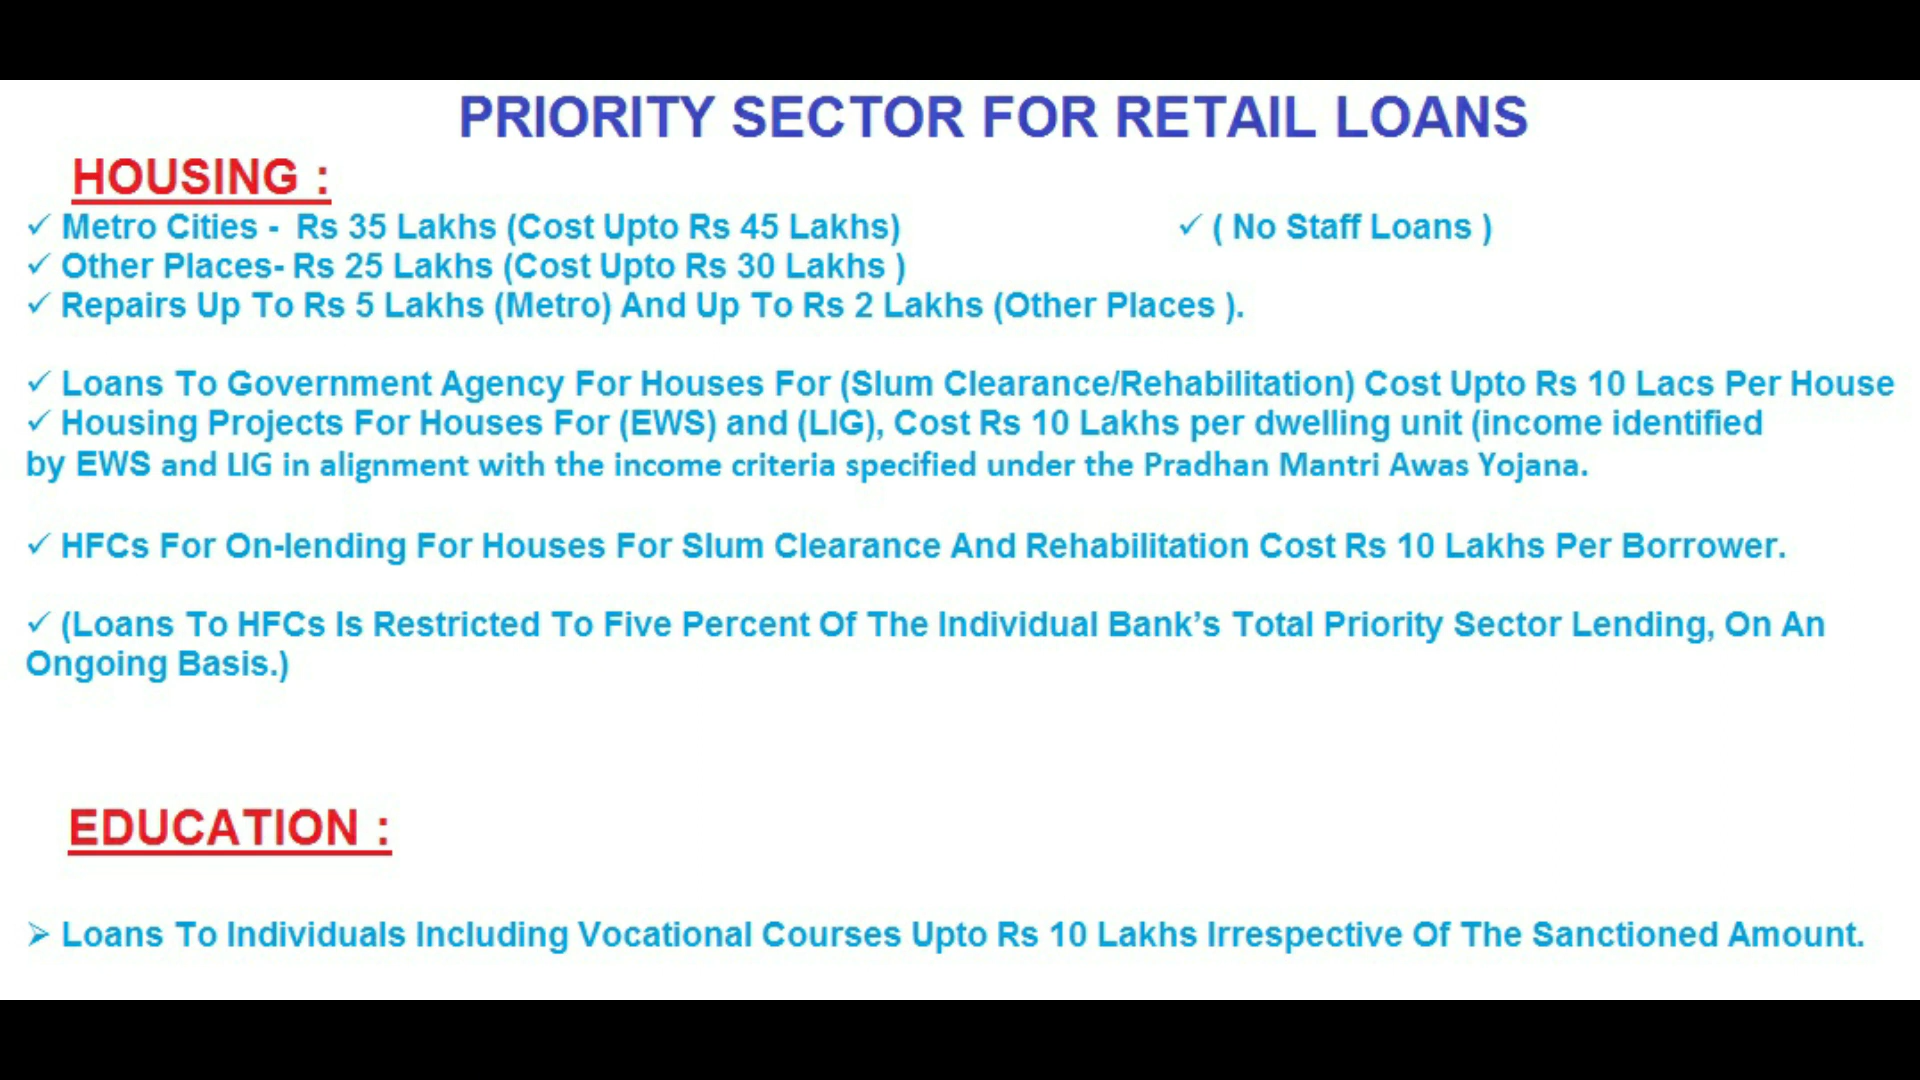 PRIORITY SECTOR FOR RETAIL LOANS
HOUSING :
✓ Metro Cities - Rs 35 Lakhs (Cost Upto Rs 45 Lakhs) ✓ ( No Staff Loans )
✓ Other Places- Rs 25 Lakhs (Cost Upto Rs 30 Lakhs )
✓ Repairs Up To Rs 5 Lakhs (Metro) And Up To Rs 2 Lakhs (Other Places ).
✓ Loans To Government Agency For Houses For (Slum Clearance/Rehabilitation) Cost Upto Rs 10 Lacs Per House
✓ Housing Projects For Houses For (EWS) and (LIG), Cost Rs 10 Lakhs per dwelling unit (income identified
by EWS and LIG in alignment with the income criteria specified under the Pradhan Mantri Awas Yojana.
✓ HFCs For On-lending For Houses For Slum Clearance And Rehabilitation Cost Rs 10 Lakhs Per Borrower.
✓ (Loans To HFCs Is Restricted To Five Percent Of The Individual Bank’s Total Priority Sector Lending, On An
Ongoing Basis.)
EDUCATION :
➢ Loans To Individuals Including Vocational Courses Upto Rs 10 Lakhs Irrespective Of The Sanctioned Amount.